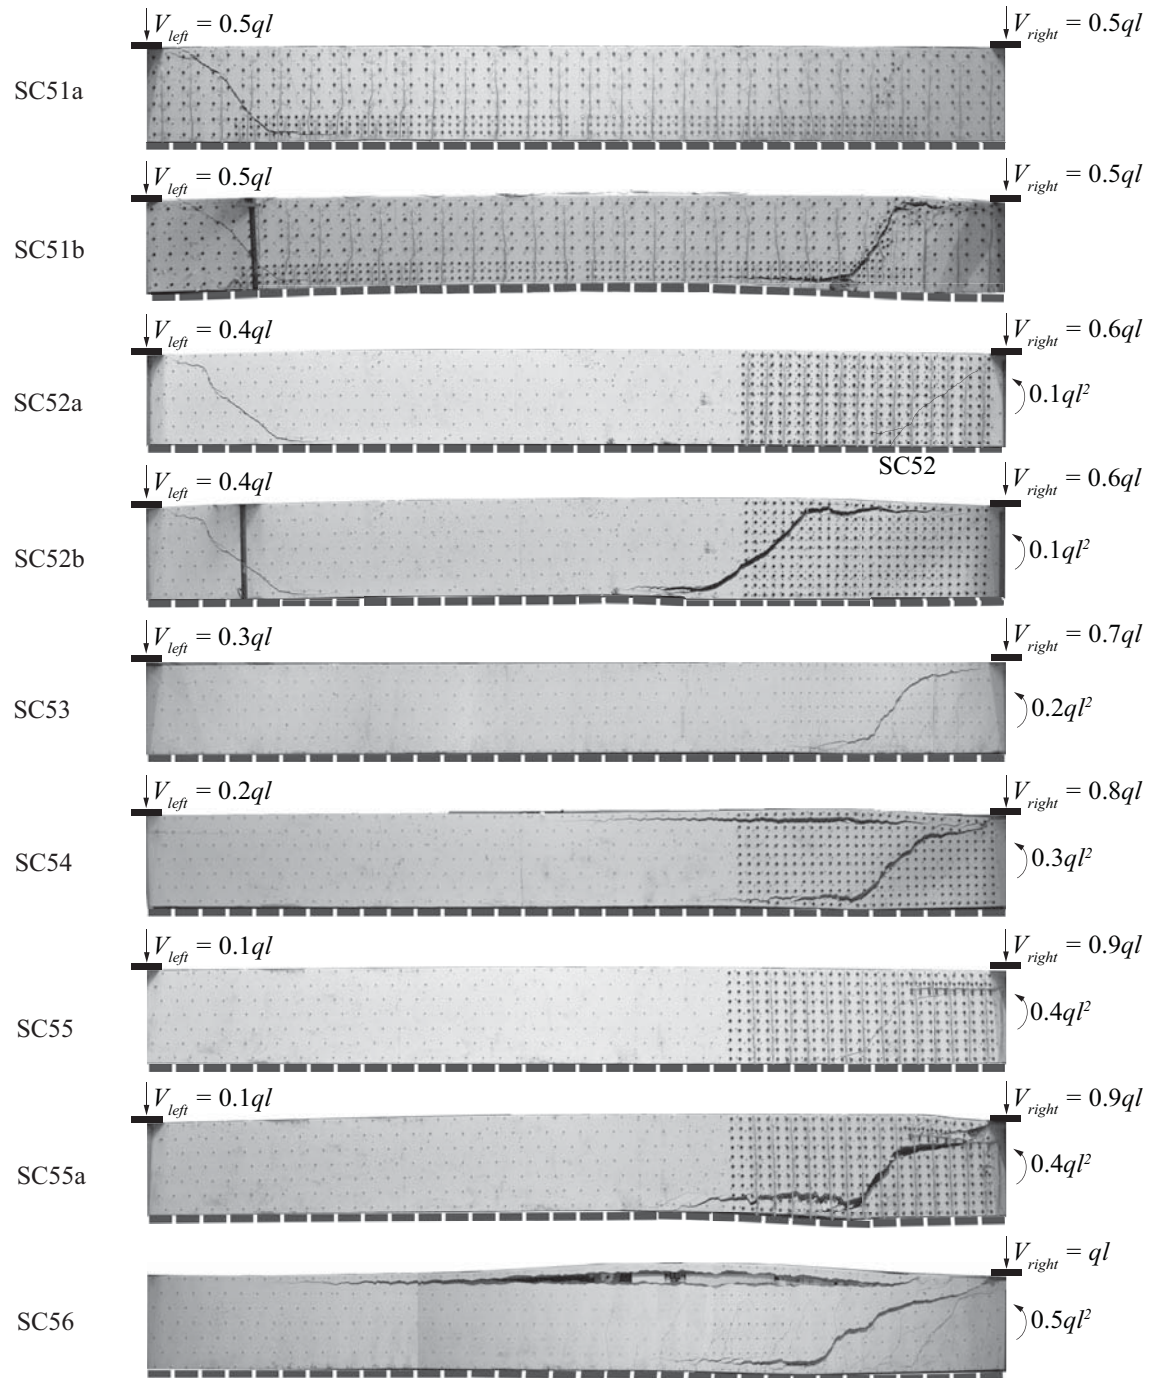 V_left = 0.5ql V_right = 0.5ql
SC51a
V_left = 0.5ql V_right = 0.5ql
SC51b
V_left = 0.4ql V_right = 0.6ql
SC52a 0.1ql²
SC52
V_left = 0.4ql V_right = 0.6ql
SC52b 0.1ql²
V_left = 0.3ql V_right = 0.7ql
SC53 0.2ql²
V_left = 0.2ql V_right = 0.8ql
SC54 0.3ql²
V_left = 0.1ql V_right = 0.9ql
SC55 0.4ql²
V_left = 0.1ql V_right = 0.9ql
SC55a 0.4ql²
V_right = ql
SC56 0.5ql²